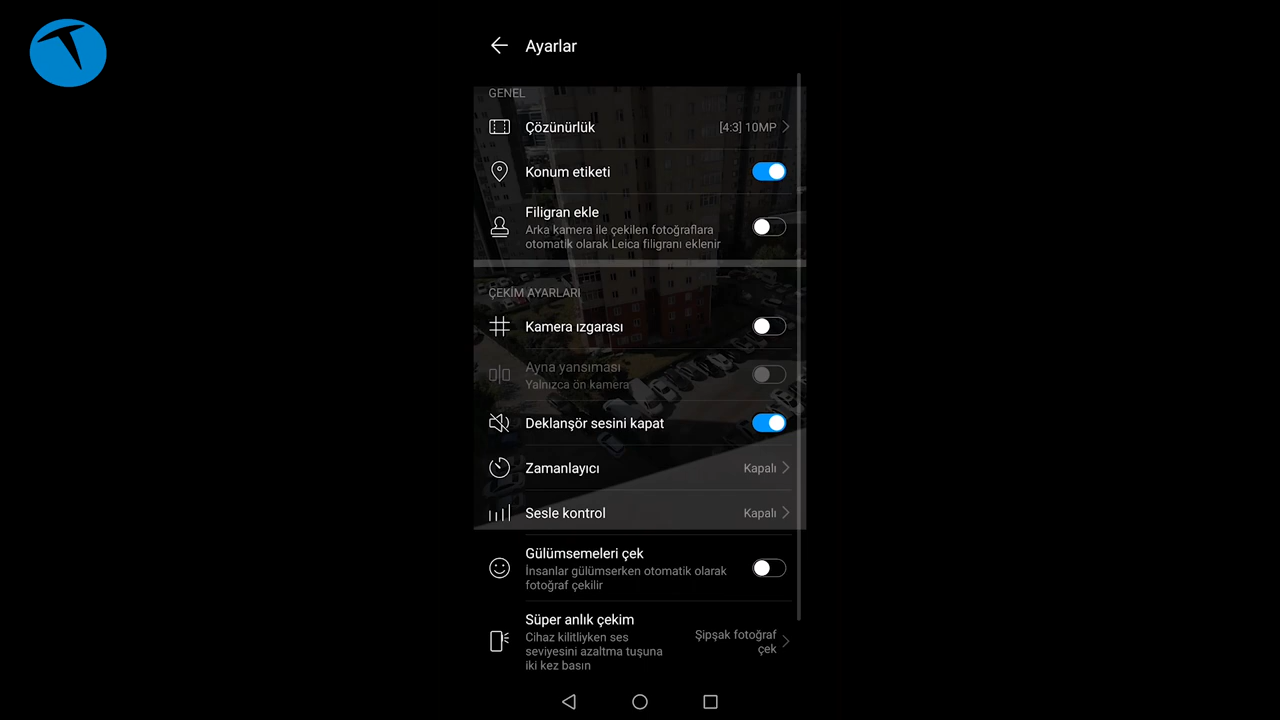 Ayarlar
GENEL
Çözünürlük
[4:3] 10MP
Konum etiketi
Filigran ekle
Arka kamera ile çekilen fotoğraflara
otomatik olarak Leica filigranı eklenir
ÇEKİM AYARLARI
Kamera ızgarası
Ayna yansıması
Yalnızca ön kamera
Deklanşör sesini kapat
Zamanlayıcı
Kapalı
Sesle kontrol
Kapalı
Gülümsemeleri çek
İnsanlar gülümserken otomatik olarak
fotoğraf çekilir
Süper anlık çekim
Cihaz kilitliyken ses
seviyesini azaltma tuşuna
iki kez basın
Şipşak fotoğraf
çek